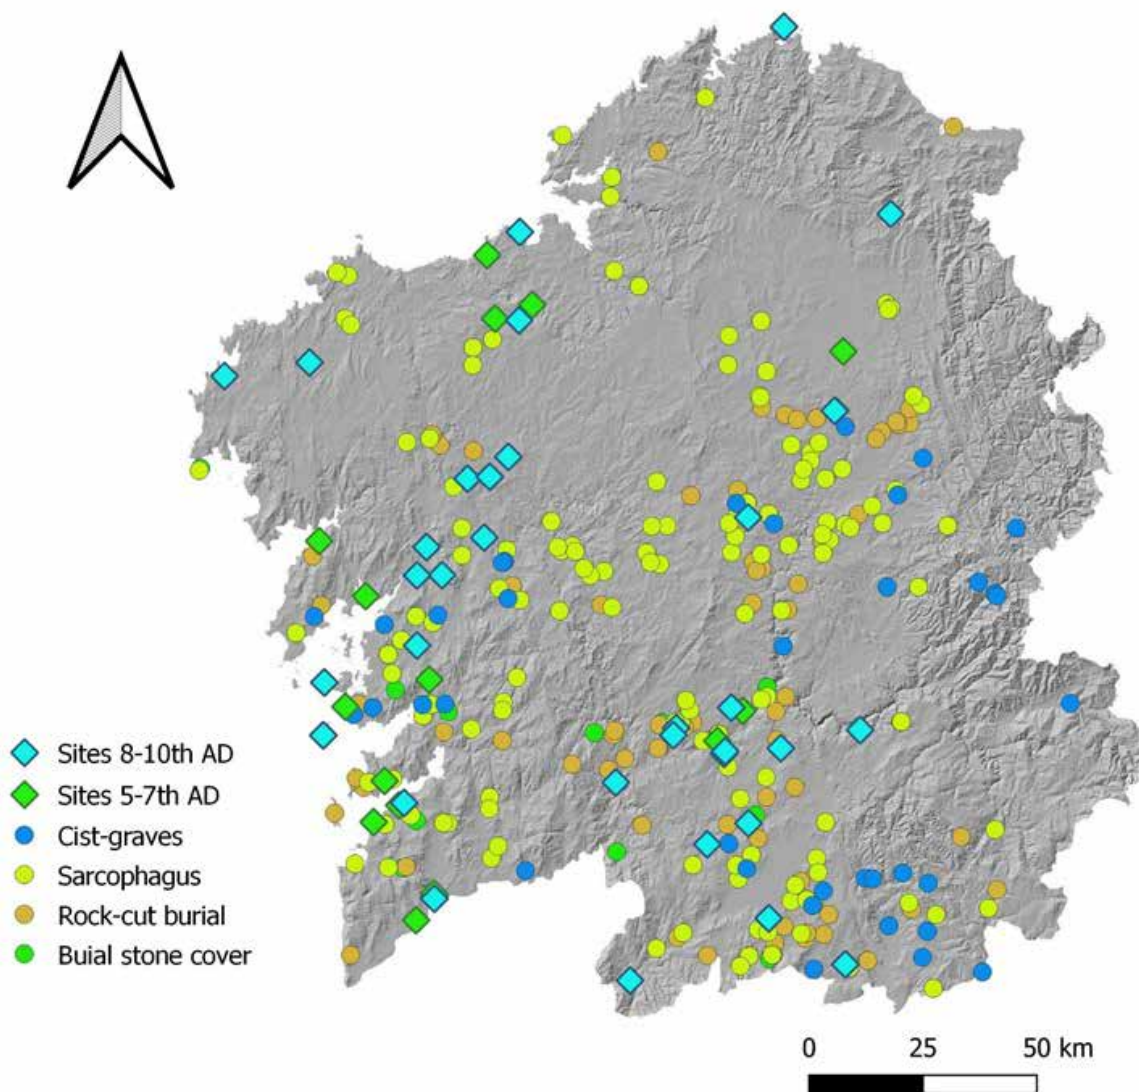 Sites 8-10th AD
Sites 5-7th AD
Cist-graves
Sarcophagus
Rock-cut burial
Buial stone cover
0 25 50 km